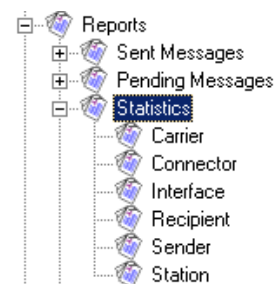 Reports
Sent Messages
Pending Messages
Statistics
Carrier
Connector
Interface
Recipient
Sender
Station